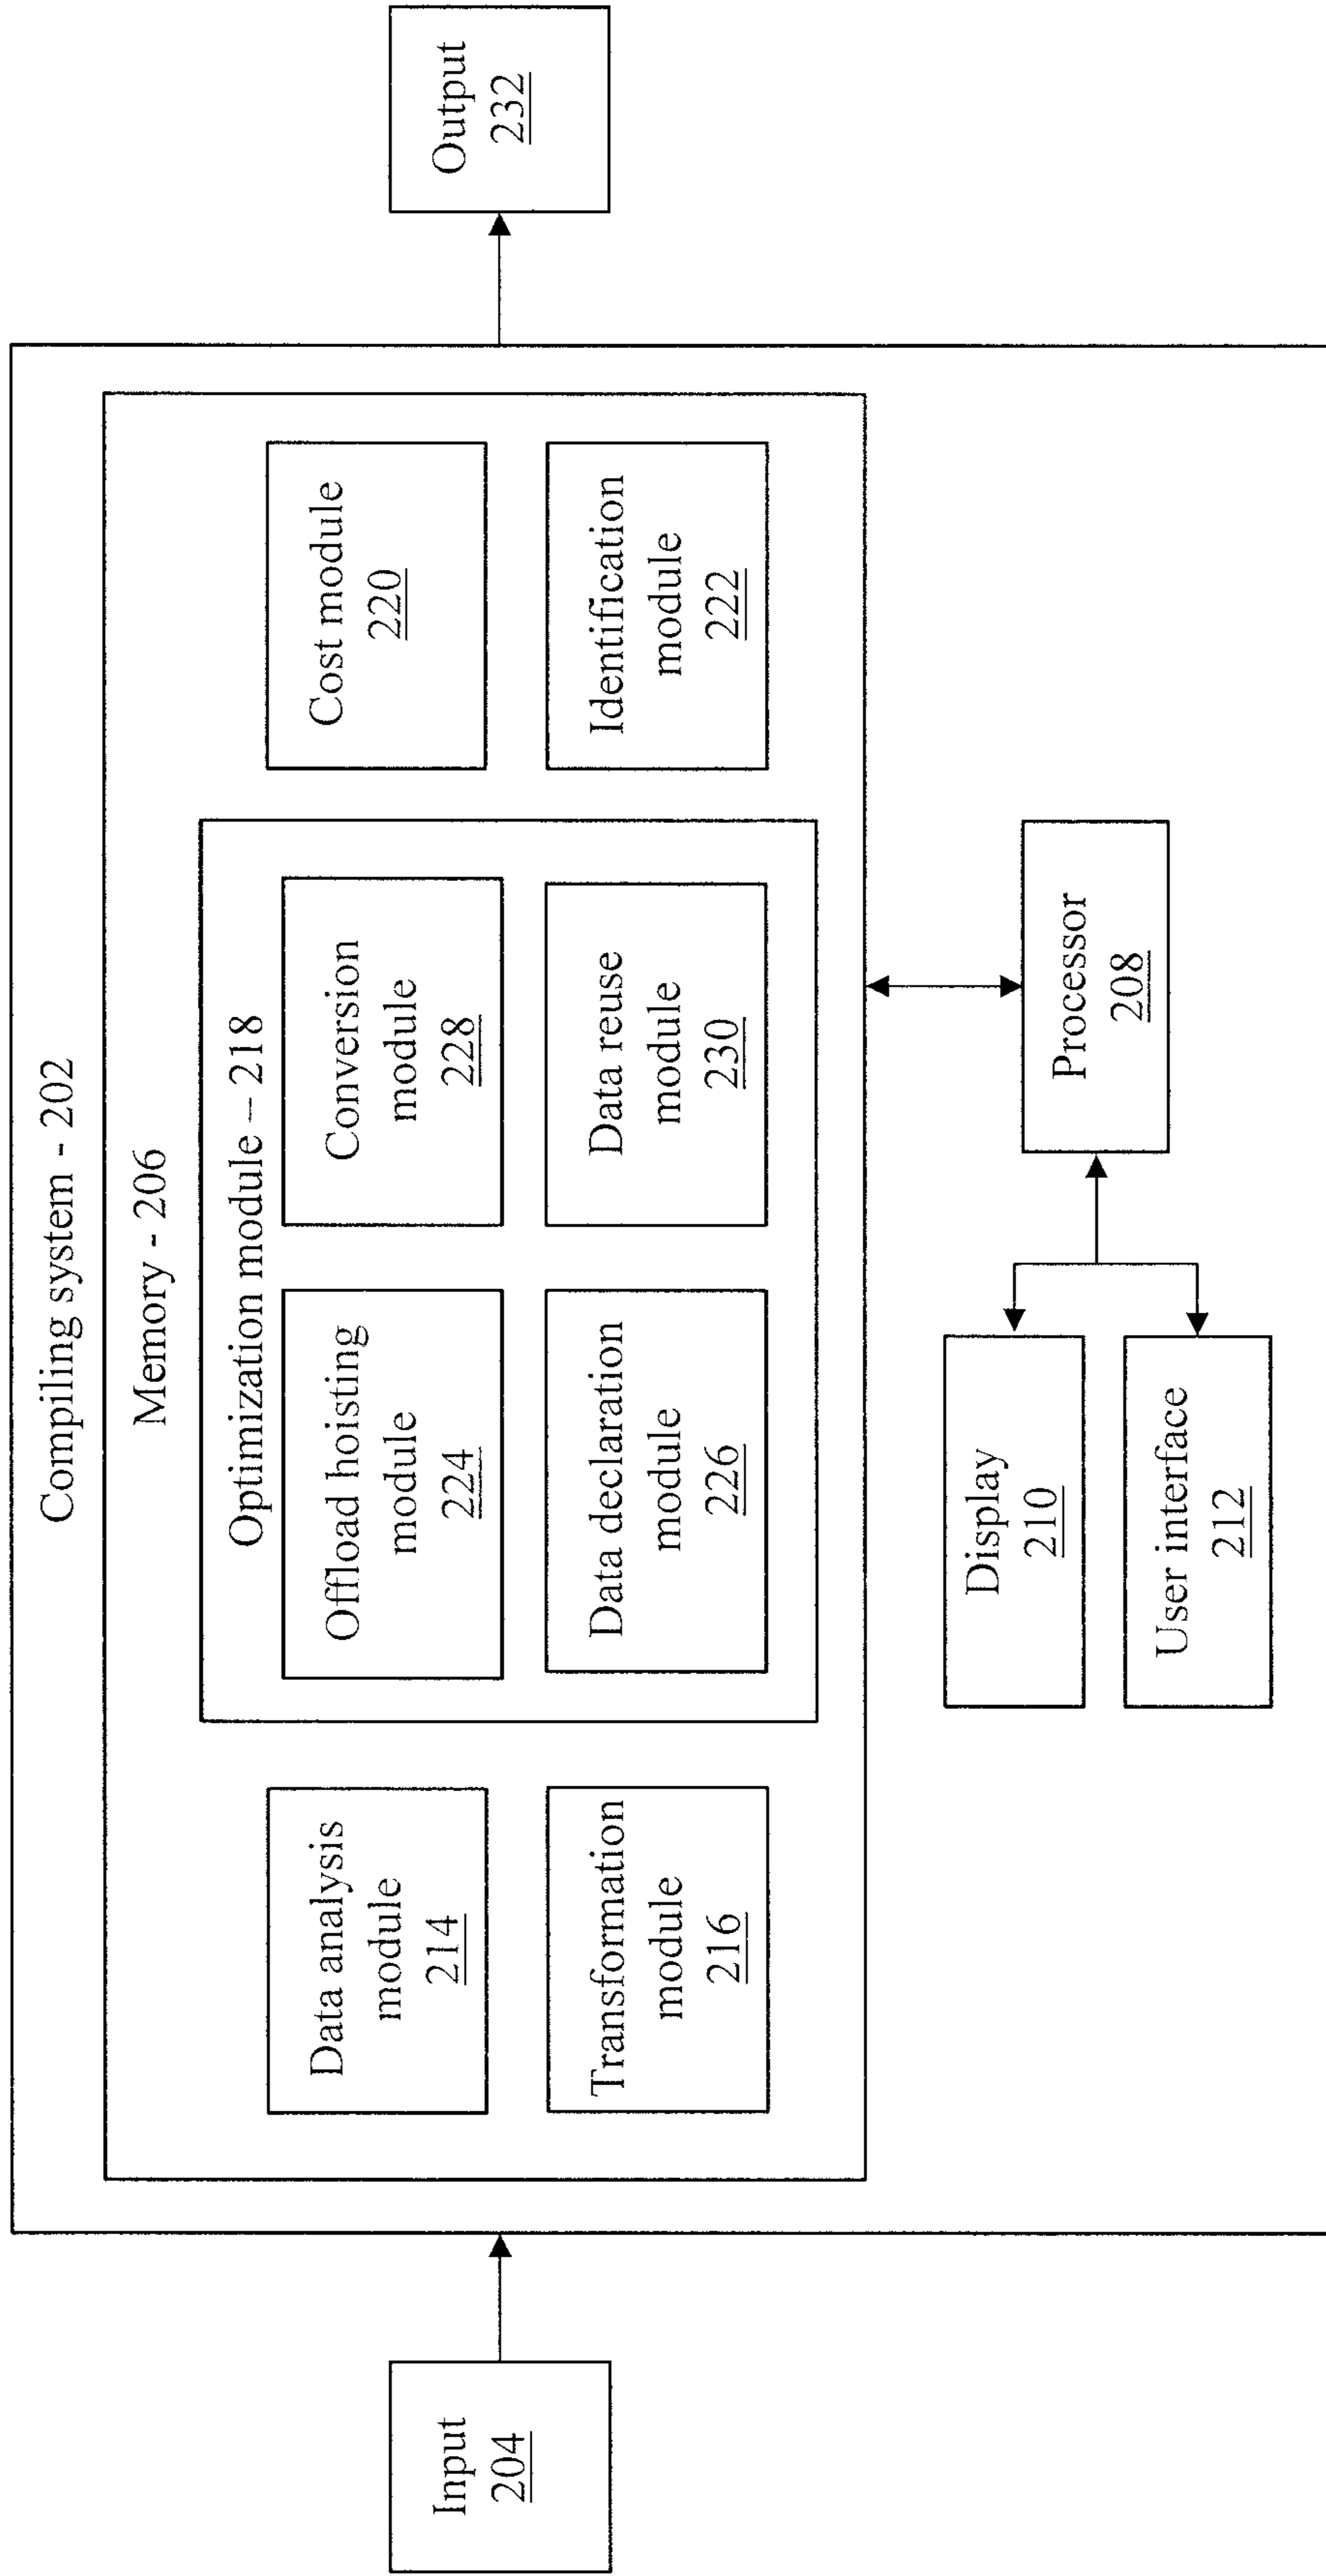 Compiling system - 202
Memory - 206
Optimization module – 218
Input
204
Data analysis
module
214
Transformation
module
216
Offload hoisting
module
224
Data declaration
module
226
Conversion
module
228
Data reuse
module
230
Cost module
220
Identification
module
222
Display
210
User interface
212
Processor
208
Output
232